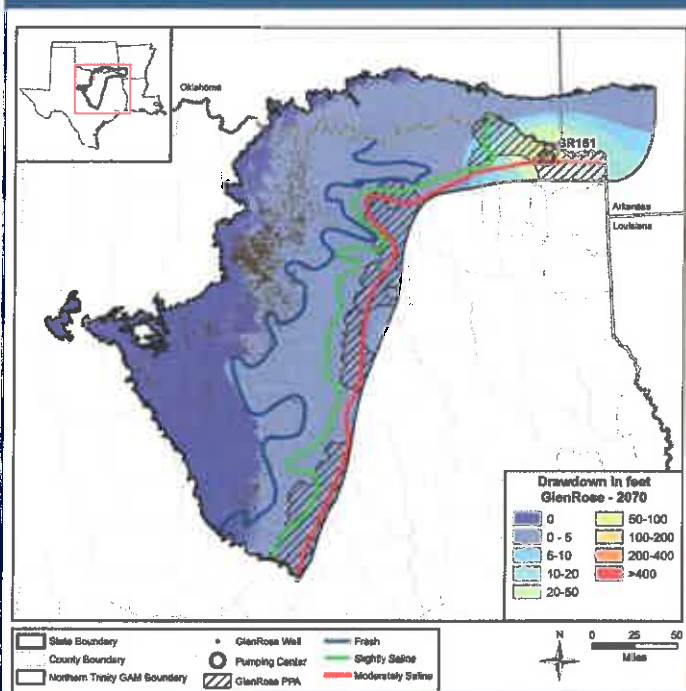 Oklahoma
GR161
Arkansas
Louisiana
Drawdown in feet
GlenRose - 2070
0
0 - 5
5-10
10-20
20-50
50-100
100-200
200-400
>400
State Boundary
County Boundary
Northern Trinity GAM Boundary
GlenRose Well
Pumping Center
GlenRose PPA
Fresh
Slightly Saline
Moderately Saline
N
0 25 50
Miles